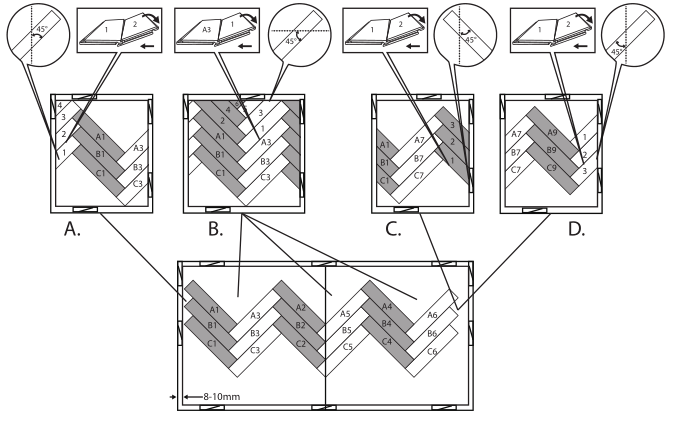 45°
1 2
A3 1
45°
1 2
45°
1 2
45°
4
3
2
1
A1
B1
C1
A3
B3
C3
6
4
2
A1
B1
C1
3
1
A3
B3
C3
A1
B1
C1
A7
B7
C7
3
2
1
A7
B7
C7
A9
B9
C9
1
2
3
A. B. C. D.
A1 A3 A2 A5 A4 A6
B1 B3 B2 B5 B4 B6
C1 C3 C2 C5 C4 C6
8-10mm